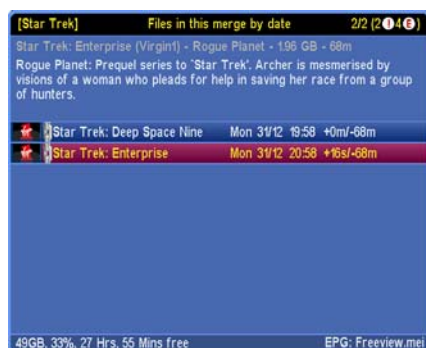 [Star Trek] Files in this merge by date 2/2 (2!4E)
Star Trek: Enterprise (Virgin1) - Rogue Planet - 1.96 GB - 68m
Rogue Planet: Prequel series to 'Star Trek'. Archer is mesmerised by
visions of a woman who pleads for help in saving her race from a group
of hunters.
Star Trek: Deep Space Nine Mon 31/12 19:58 +0m/-68m
Star Trek: Enterprise Mon 31/12 20:58 +16s/-68m
49GB, 33%, 27 Hrs, 55 Mins free EPG: Freeview.mei